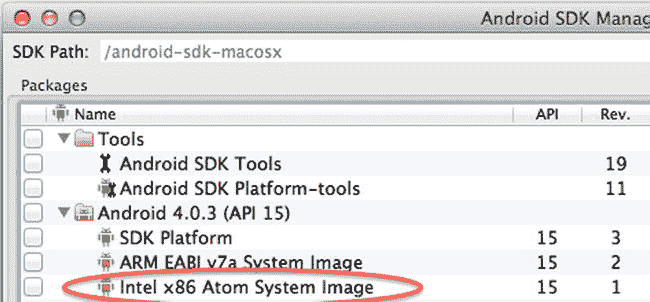 Android SDK Manag
SDK Path: /android-sdk-macosx
Packages
Name API Rev.
Tools
Android SDK Tools 19
Android SDK Platform-tools 11
Android 4.0.3 (API 15)
SDK Platform 15 3
ARM EABI v7a System Image 15 2
Intel x86 Atom System Image 15 1